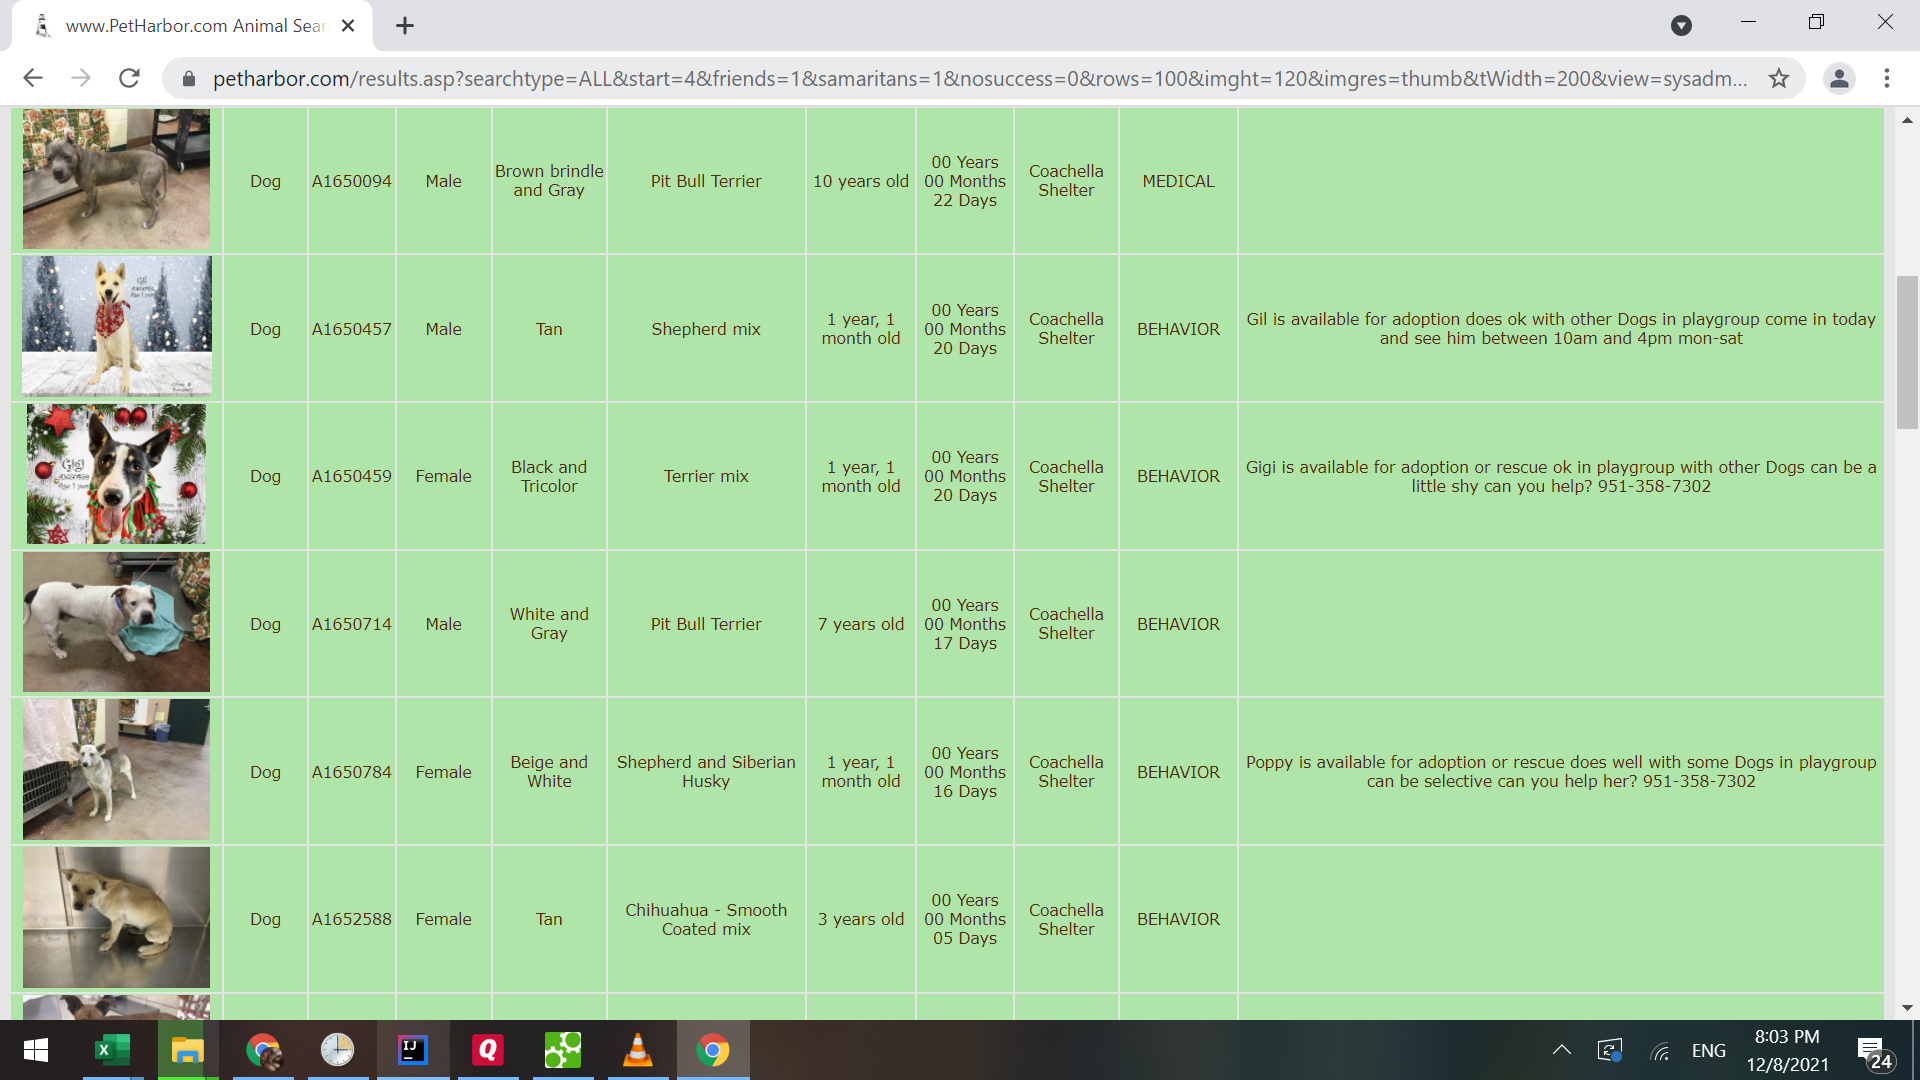 www.PetHarbor.com Animal Sear
petharbor.com/results.asp?searchtype=ALL&start=4&friends=1&samaritans=1&nosuccess=0&rows=100&imght=120&imgres=thumb&tWidth=200&view=sysadm...
Dog A1650094 Male Brown brindle and Gray Pit Bull Terrier 10 years old 00 Years 00 Months 22 Days Coachella Shelter MEDICAL
Gil
Dog A1650457 Male Tan Shepherd mix 1 year, 1 month old 00 Years 00 Months 20 Days Coachella Shelter BEHAVIOR Gil is available for adoption does ok with other Dogs in playgroup come in today and see him between 10am and 4pm mon-sat
Gigi
Dog A1650459 Female Black and Tricolor Terrier mix 1 year, 1 month old 00 Years 00 Months 20 Days Coachella Shelter BEHAVIOR Gigi is available for adoption or rescue ok in playgroup with other Dogs can be a little shy can you help? 951-358-7302
Dog A1650714 Male White and Gray Pit Bull Terrier 7 years old 00 Years 00 Months 17 Days Coachella Shelter BEHAVIOR
Dog A1650784 Female Beige and White Shepherd and Siberian Husky 1 year, 1 month old 00 Years 00 Months 16 Days Coachella Shelter BEHAVIOR Poppy is available for adoption or rescue does well with some Dogs in playgroup can be selective can you help her? 951-358-7302
Dog A1652588 Female Tan Chihuahua - Smooth Coated mix 3 years old 00 Years 00 Months 05 Days Coachella Shelter BEHAVIOR
X
IJ
Q
ENG
8:03 PM
12/8/2021
24